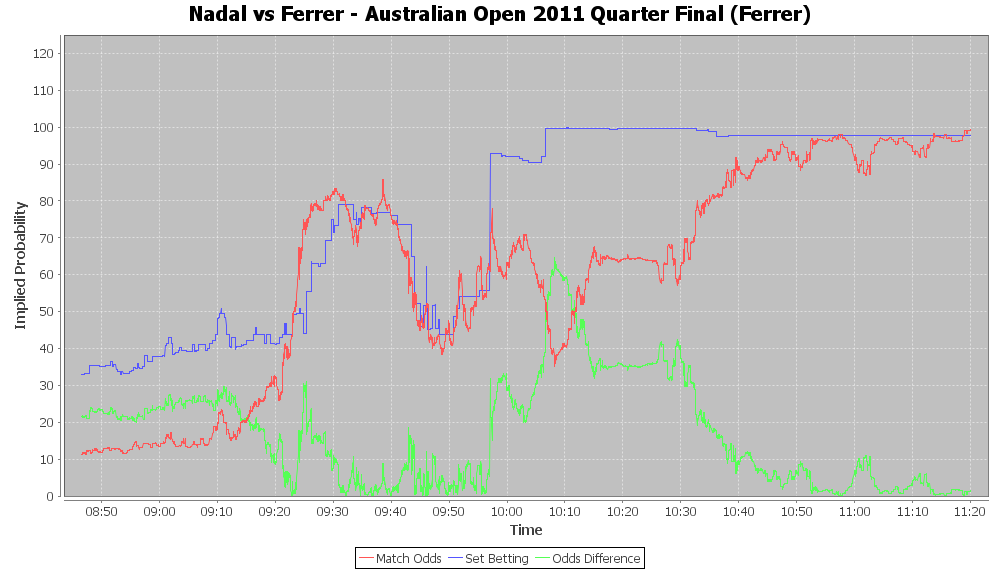 Nadal vs Ferrer - Australian Open 2011 Quarter Final (Ferrer)
Implied Probability
120
110
100
90
80
70
60
50
40
30
20
10
0
08:50 09:00 09:10 09:20 09:30 09:40 09:50 10:00 10:10 10:20 10:30 10:40 10:50 11:00 11:10 11:20
Time
Match Odds Set Betting Odds Difference